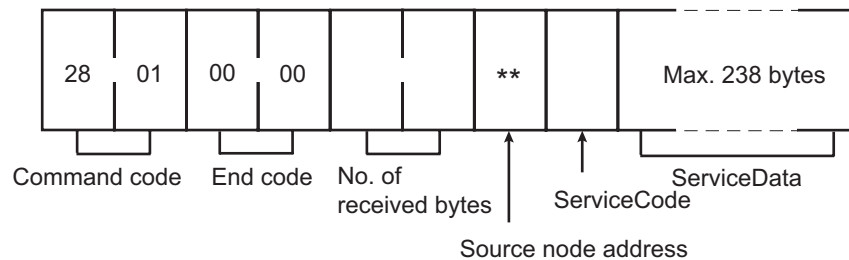 28 01 00 00 ** Max. 238 bytes
Command code End code No. of received bytes ServiceCode ServiceData
Source node address